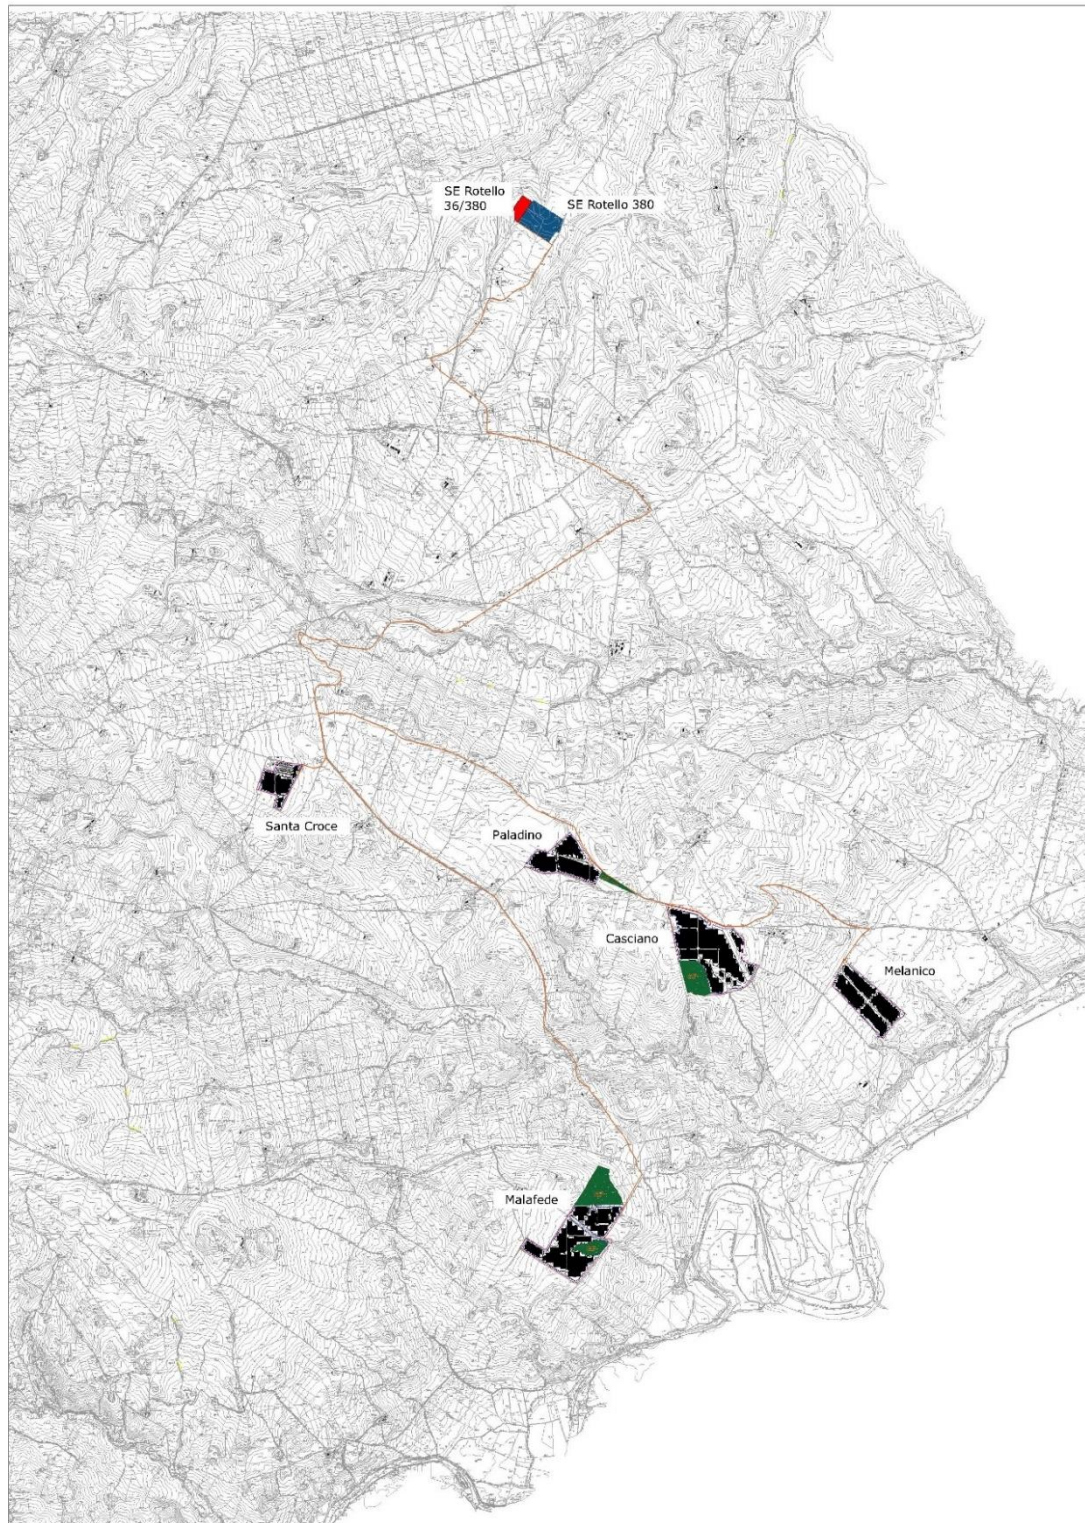 SE Rotello
36/380
SE Rotello 380
Santa Croce
Paladino
Casciano
Melanico
Malafede